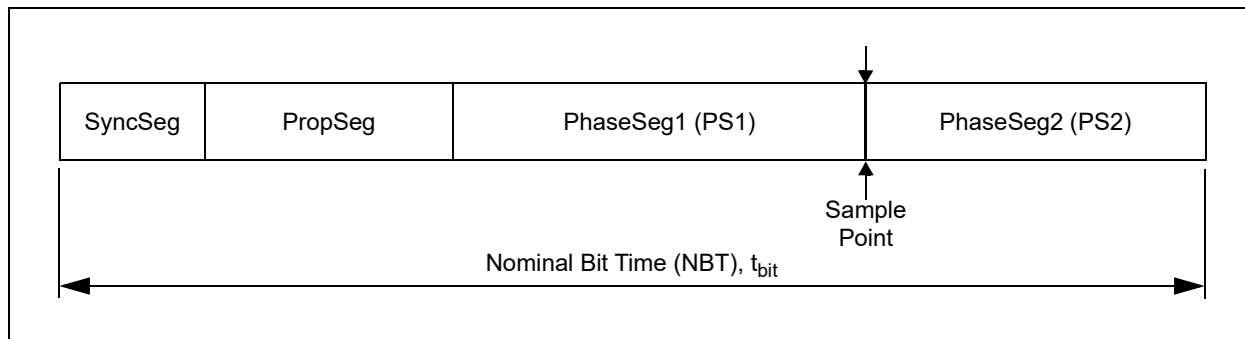 SyncSeg PropSeg PhaseSeg1 (PS1) PhaseSeg2 (PS2)
Sample
Point
Nominal Bit Time (NBT), tbit